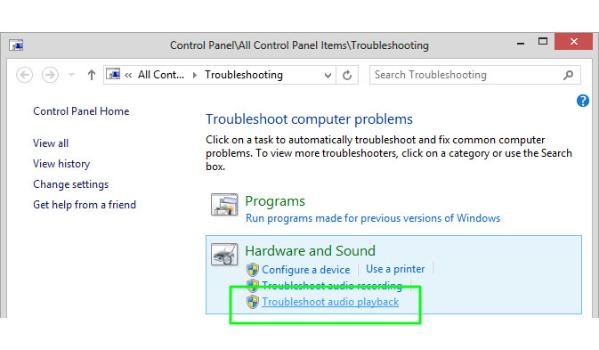 Control Panel\All Control Panel Items\Troubleshooting
« All Cont... Troubleshooting
Search Troubleshooting
Control Panel Home
View all
View history
Change settings
Get help from a friend
Troubleshoot computer problems
Click on a task to automatically troubleshoot and fix common computer
problems. To view more troubleshooters, click on a category or use the Search
box.
Programs
Run programs made for previous versions of Windows
Hardware and Sound
Configure a device | Use a printer
Troubleshoot audio recording
Troubleshoot audio playback